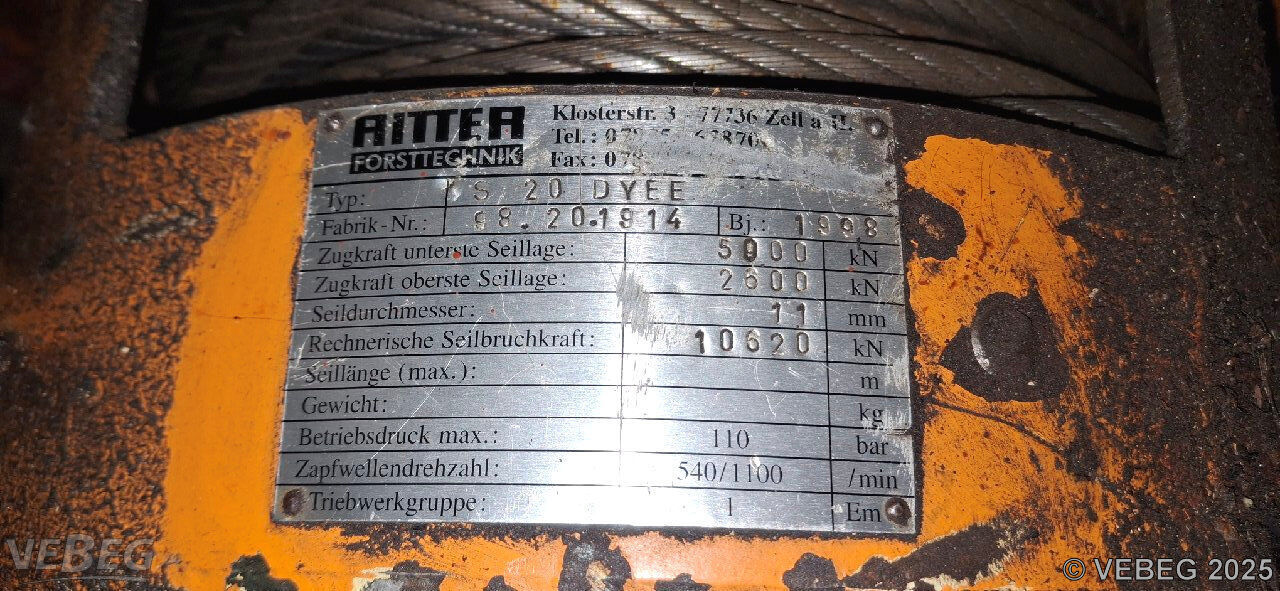 RITTER
FORSTTECHNIK
Klosterstr. 3 - 77736 Zell a H.
Tel.:
Fax:
Typ: S 20 DYEE
Fabrik-Nr.: 98.20.1914 Bj.: 1998
Zugkraft unterste Seillage: 5000 kN
Zugkraft oberste Seillage: 2600 kN
Seildurchmesser: 11 mm
Rechnerische Seilbruchkraft: 10620 kN
Seillänge (max.): m
Gewicht: kg
Betriebsdruck max.: 110 bar
Zapfwellendrehzahl: 540/1100 /min
Triebwerkgruppe: 1 Em
VEBEG
© VEBEG 2025